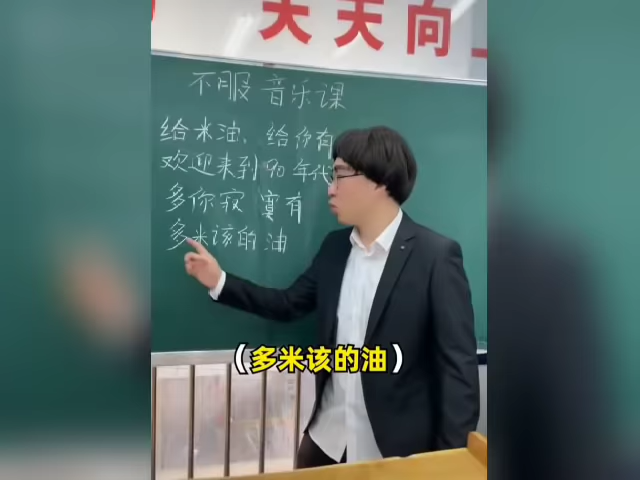 天天向
不服音乐课
给米油、给你有
欢迎来到90年代
多你寂寞有
多米该的油
（多米该的油）